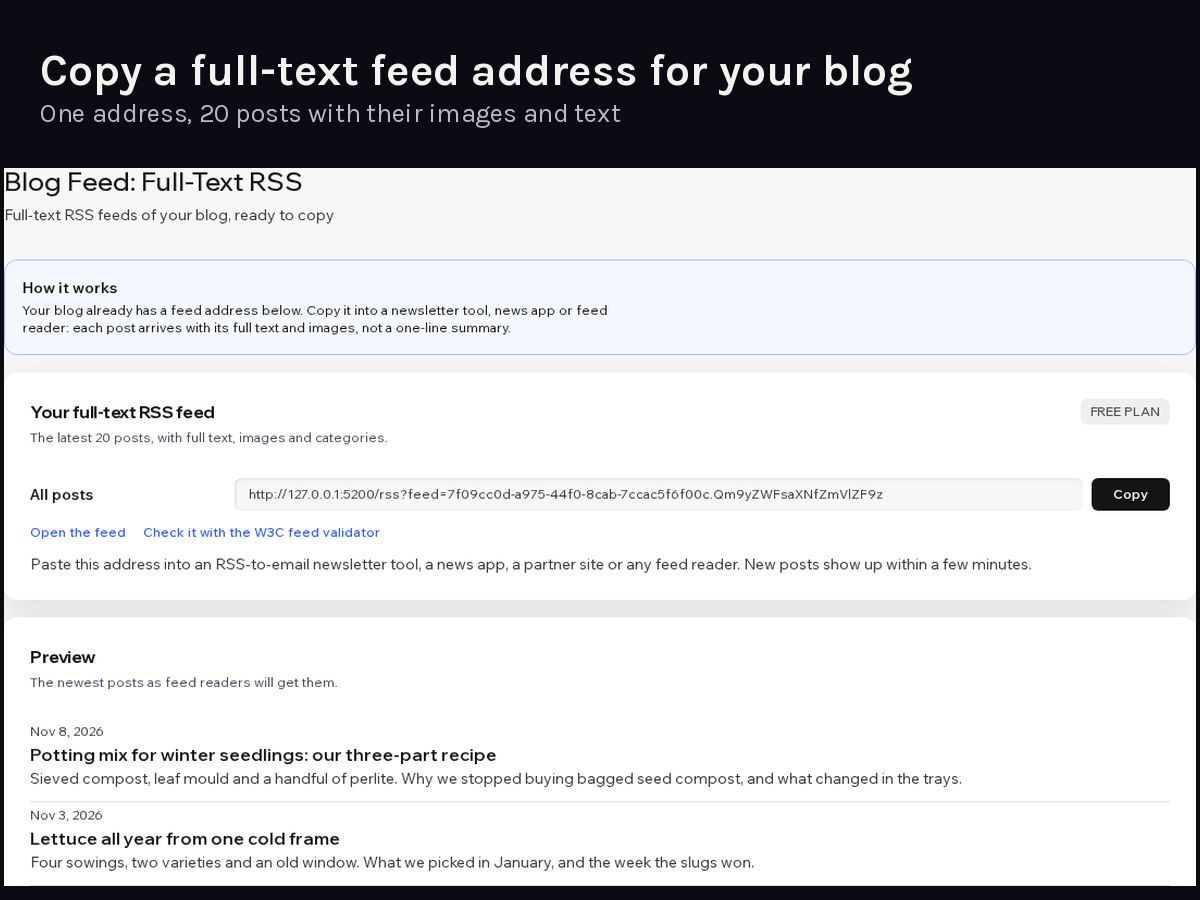 Copy a full-text feed address for your blog
One address, 20 posts with their images and text
Blog Feed: Full-Text RSS
Full-text RSS feeds of your blog, ready to copy
How it works
Your blog already has a feed address below. Copy it into a newsletter tool, news app or feed
reader: each post arrives with its full text and images, not a one-line summary.
Your full-text RSS feed
FREE PLAN
The latest 20 posts, with full text, images and categories.
All posts
http://127.0.0.1:5200/rss?feed=7f09cc0d-a975-44f0-8cab-7ccac5f6f00c.Qm9yZWFsaXNfZmVlZF9z
Copy
Open the feed
Check it with the W3C feed validator
Paste this address into an RSS-to-email newsletter tool, a news app, a partner site or any feed reader. New posts show up within a few minutes.
Preview
The newest posts as feed readers will get them.
Nov 8, 2026
Potting mix for winter seedlings: our three-part recipe
Sieved compost, leaf mould and a handful of perlite. Why we stopped buying bagged seed compost, and what changed in the trays.
Nov 3, 2026
Lettuce all year from one cold frame
Four sowings, two varieties and an old window. What we picked in January, and the week the slugs won.